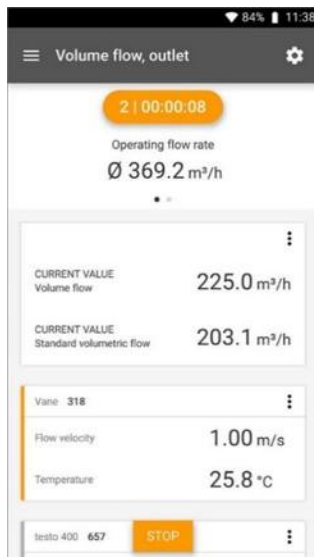 84% 11:38
Volume flow, outlet
2 | 00:00:08
Operating flow rate
Ø 369.2 m³/h
CURRENT VALUE
Volume flow
225.0 m³/h
CURRENT VALUE
Standard volumetric flow
203.1 m³/h
Vane 318
Flow velocity
1.00 m/s
Temperature
25.8 °C
testo 400 657
STOP